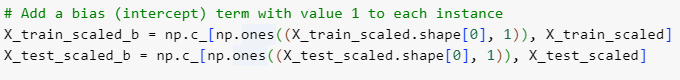 # Add a bias (intercept) term with value 1 to each instance
X_train_scaled_b = np.c_[np.ones((X_train_scaled.shape[0], 1)), X_train_scaled]
X_test_scaled_b = np.c_[np.ones((X_test_scaled.shape[0], 1)), X_test_scaled]